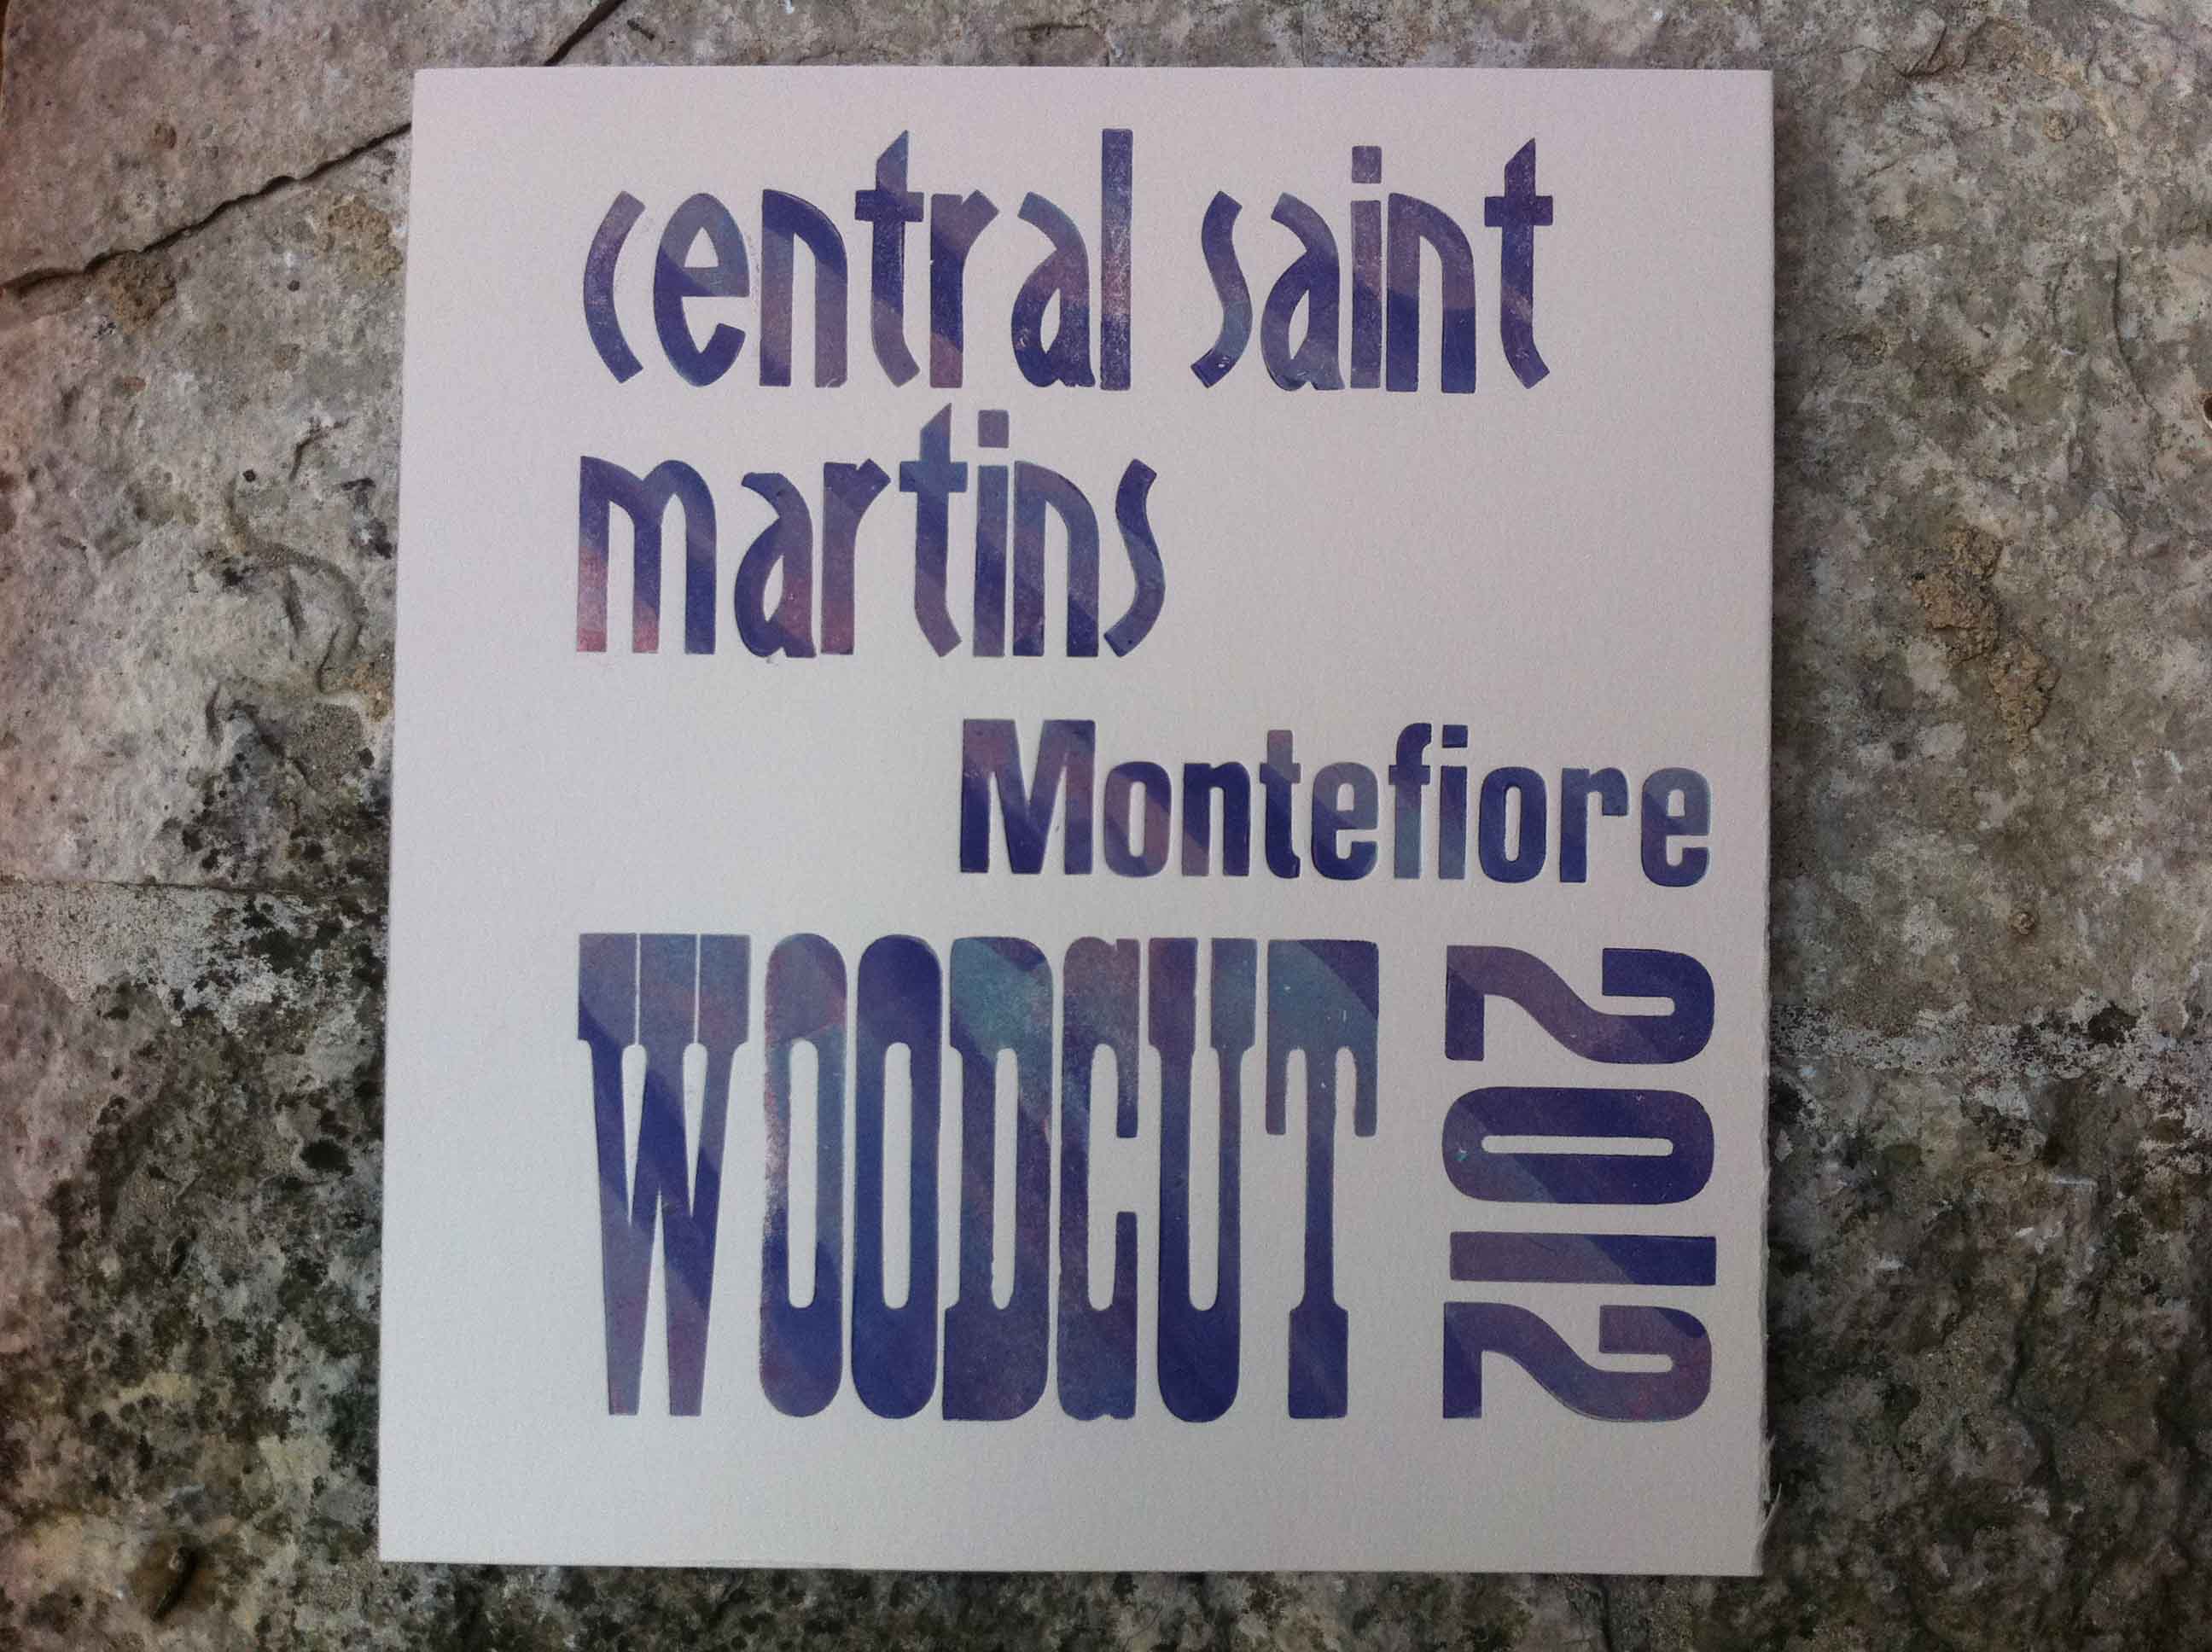 central saint
martins
Montefiore
WOODCUT
2012